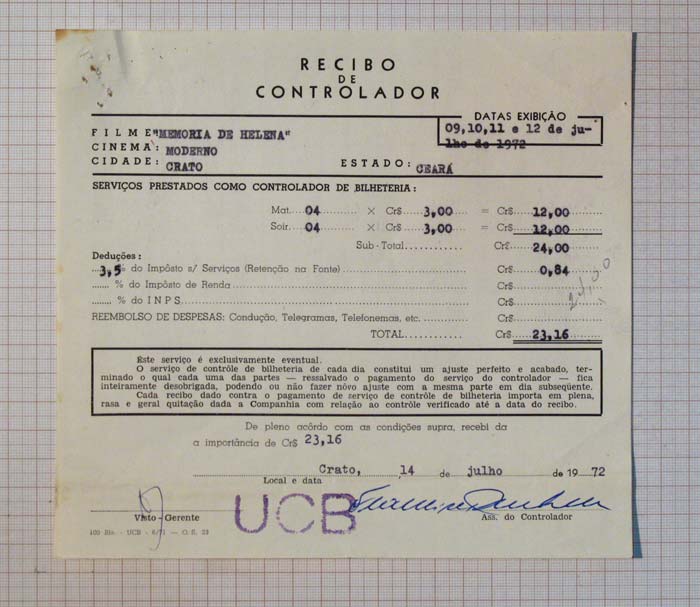 RECIBO
DE
CONTROLADOR
DATAS EXIBIÇÃO
09,10,11 e 12 de ju-
lho de 1972
FILME "MEMORIA DE HELENA"
CINEMA: MODERNO
CIDADE: CRATO ESTADO: CEARÁ
SERVIÇOS PRESTADOS COMO CONTROLADOR DE BILHETERIA:
Mat. 04 × Cr$ 3,00 = Cr$ 12,00
Soir. 04 × Cr$ 3,00 = Cr$ 12,00
Sub-Total Cr$ 24,00
Deduções:
3,5% do Impôsto s/ Serviços (Retenção na Fonte) Cr$ 0,84
% do Impôsto de Renda Cr$
% do INPS Cr$
REEMBOLSO DE DESPESAS: Condução, Telegramas, Telefonemas, etc. Cr$
TOTAL Cr$ 23,16
Êste serviço é exclusivamente eventual.
O serviço de contrôle de bilheteria de cada dia constitui um ajuste perfeito e acabado, ter-
minado o qual cada uma das partes — ressalvado o pagamento do serviço do controlador — fica
inteiramente desobrigada, podendo ou não fazer nôvo ajuste com a mesma parte em dia subseqüente.
Cada recibo dado contra o pagamento de serviço de contrôle de bilheteria importa em plena,
rasa e geral quitação dada a Companhia com relação ao contrôle verificado até a data do recibo.
De pleno acôrdo com as condições supra, recebi da
a importância de Cr$ 23,16
Crato, 14 de julho de 1972
Local e data
UCB
Visto - Gerente
Ass. do Controlador
100 Bls. - UCB - 6/71 — O.S. 29